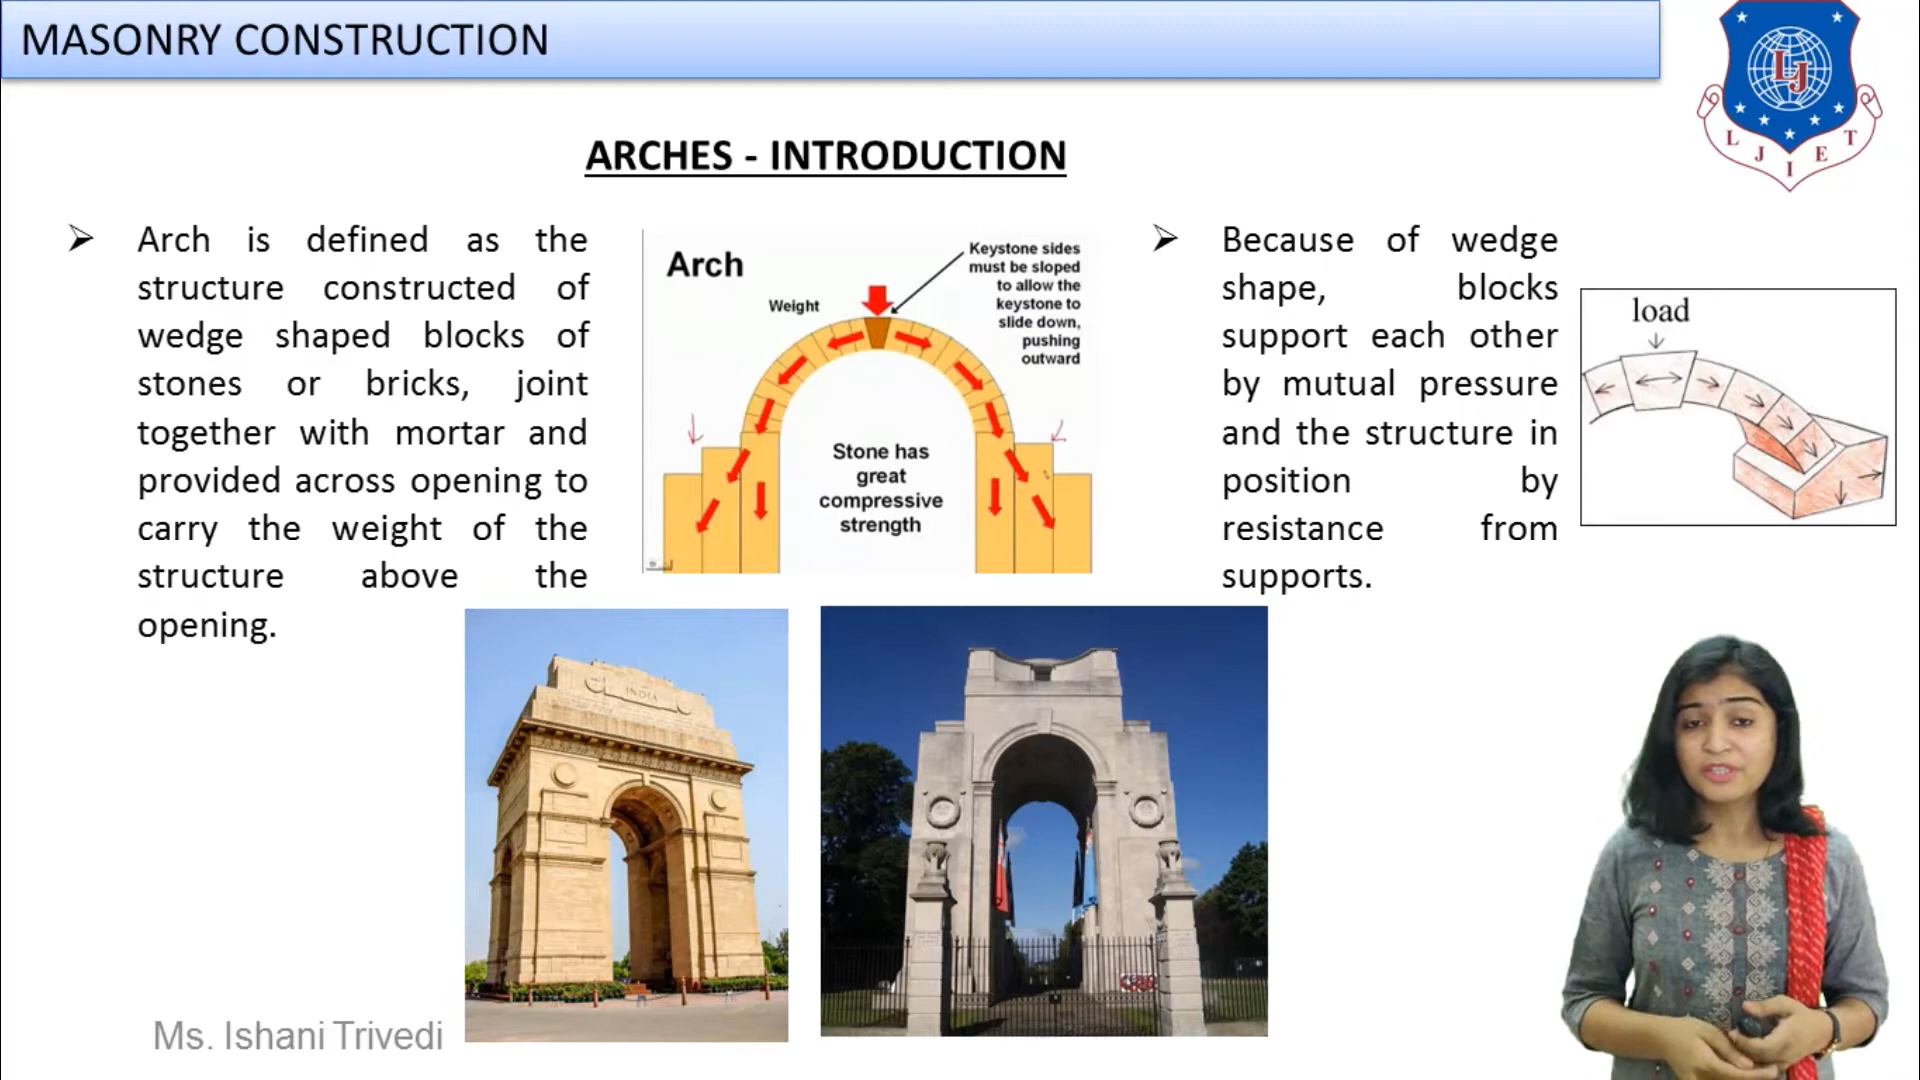 MASONRY CONSTRUCTION
L J I E T
LJ
ARCHES - INTRODUCTION
Arch is defined as the
structure constructed of
wedge shaped blocks of
stones or bricks, joint
together with mortar and
provided across opening to
carry the weight of the
structure above the
opening.
Arch
Weight
Keystone sides
must be sloped
to allow the
keystone to
slide down,
pushing
outward
Stone has
great
compressive
strength
Because of wedge
shape, blocks
support each other
by mutual pressure
and the structure in
position by
resistance from
supports.
load
INDIA
Ms. Ishani Trivedi